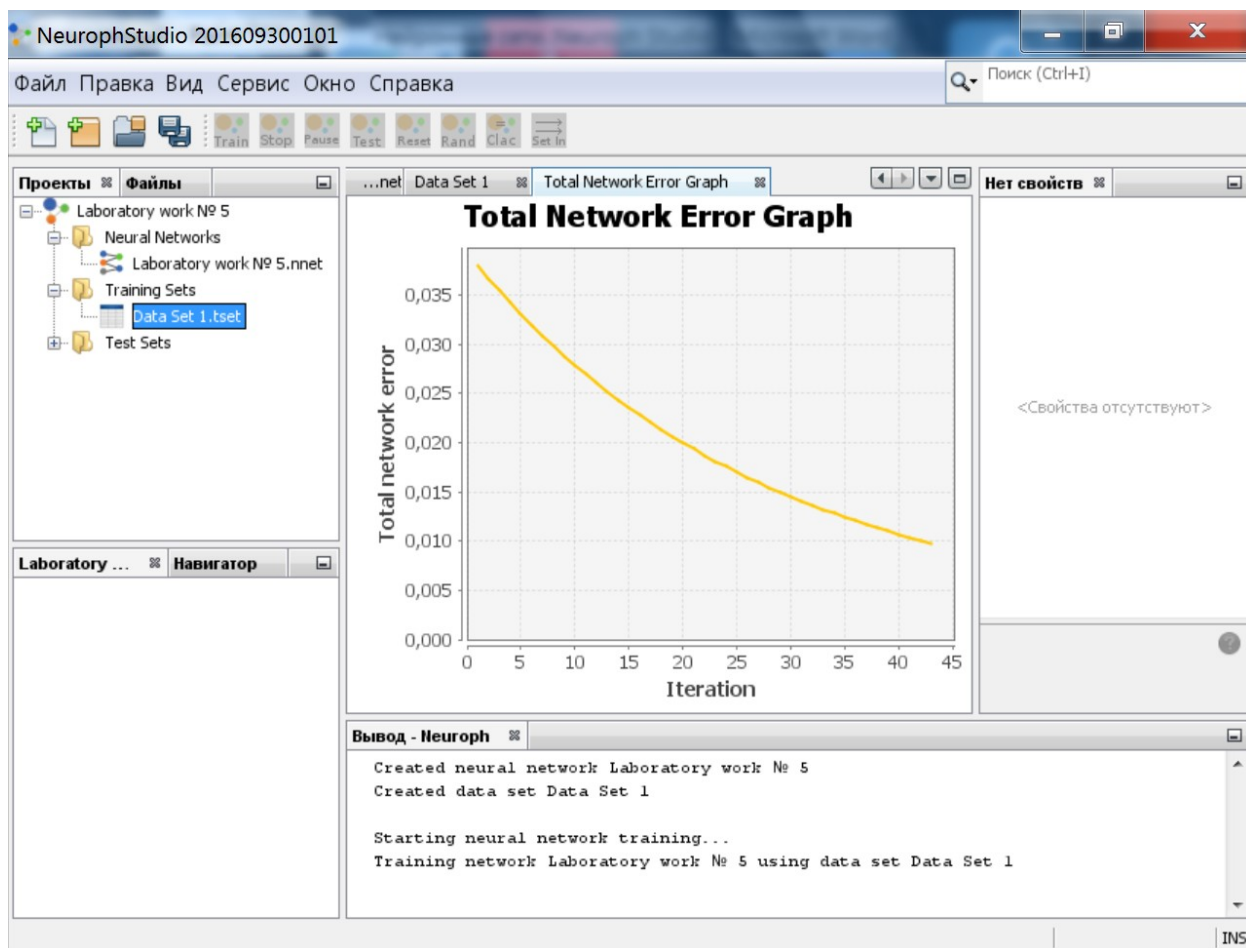 NeurophStudio 201609300101
Файл Правка Вид Сервис Окно Справка
Поиск (Ctrl+I)
Train Stop Pause Test Reset Rand Clac Set In
Проекты Файлы
Laboratory work № 5
Neural Networks
Laboratory work № 5.nnet
Training Sets
Data Set 1.tset
Test Sets
Laboratory ... Навигатор
...net Data Set 1 Total Network Error Graph
Total Network Error Graph
Total network error
0,035
0,030
0,025
0,020
0,015
0,010
0,005
0,000
0 5 10 15 20 25 30 35 40 45
Iteration
Нет свойств
<Свойства отсутствуют>
Вывод - Neuroph
Created neural network Laboratory work № 5
Created data set Data Set 1
Starting neural network training...
Training network Laboratory work № 5 using data set Data Set 1
INS